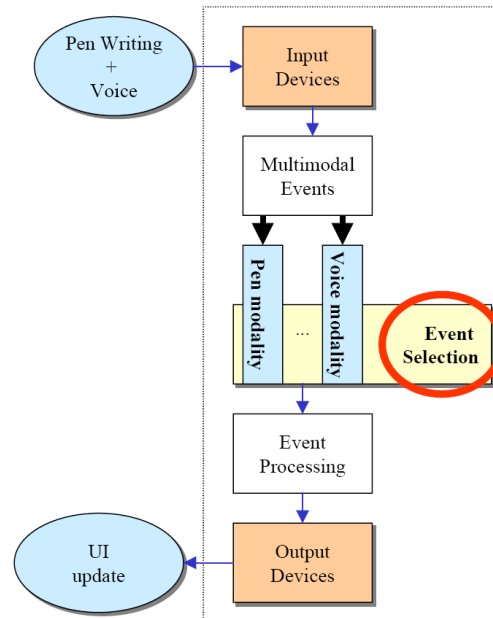 Pen Writing
+
Voice
Input
Devices
Multimodal
Events
Pen modality
...
Voice modality
Event
Selection
Event
Processing
UI
update
Output
Devices